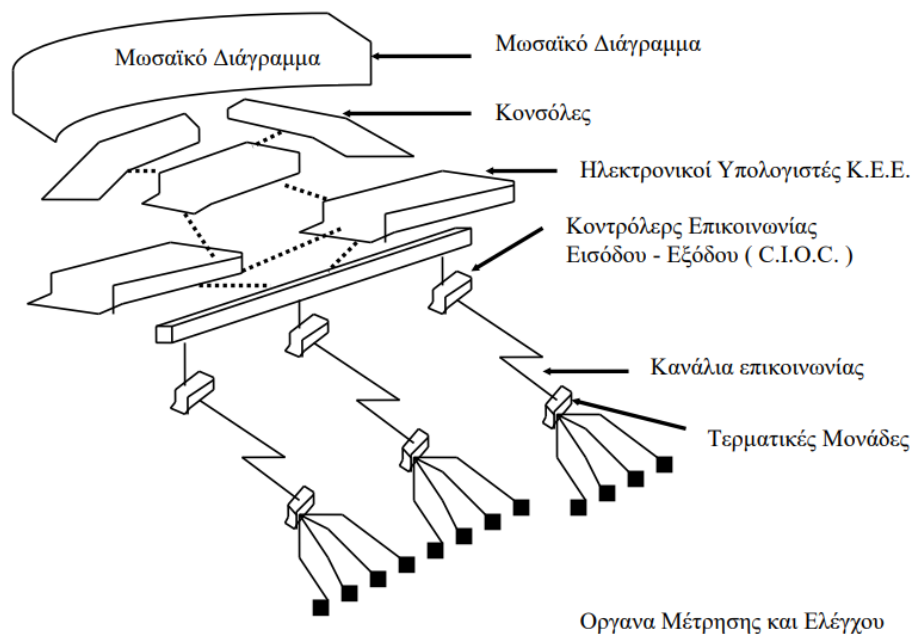 Μωσαϊκό Διάγραμμα
Μωσαϊκό Διάγραμμα
Κονσόλες
Ηλεκτρονικοί Υπολογιστές Κ.Ε.Ε.
Κοντρόλερς Επικοινωνίας
Εισόδου - Εξόδου ( C.I.O.C. )
Κανάλια επικοινωνίας
Τερματικές Μονάδες
Οργανα Μέτρησης και Ελέγχου